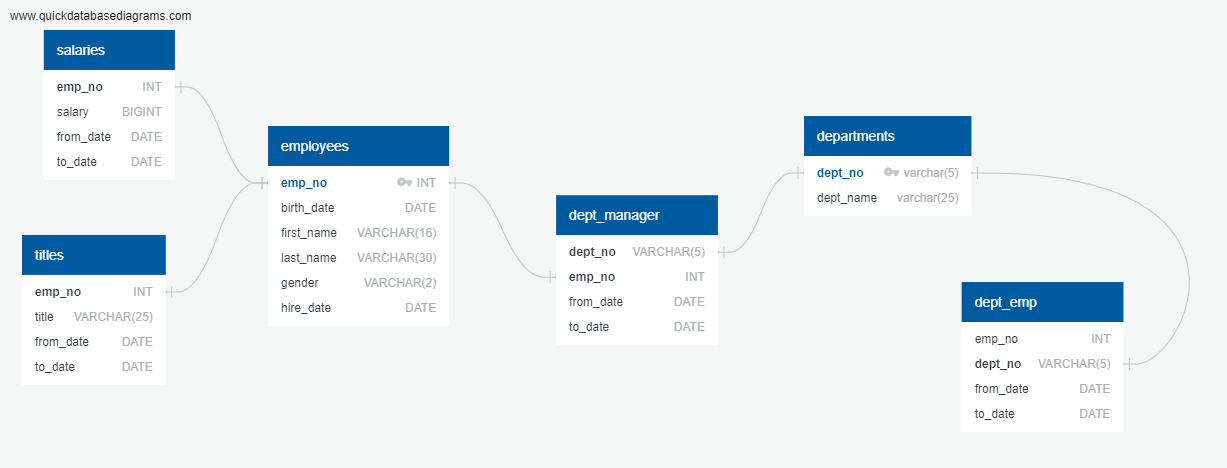 www.quickdatabasediagrams.com
salaries
emp_no INT
salary BIGINT
from_date DATE
to_date DATE
titles
emp_no INT
title VARCHAR(25)
from_date DATE
to_date DATE
employees
emp_no INT
birth_date DATE
first_name VARCHAR(16)
last_name VARCHAR(30)
gender VARCHAR(2)
hire_date DATE
dept_manager
dept_no VARCHAR(5)
emp_no INT
from_date DATE
to_date DATE
departments
dept_no varchar(5)
dept_name varchar(25)
dept_emp
emp_no INT
dept_no VARCHAR(5)
from_date DATE
to_date DATE